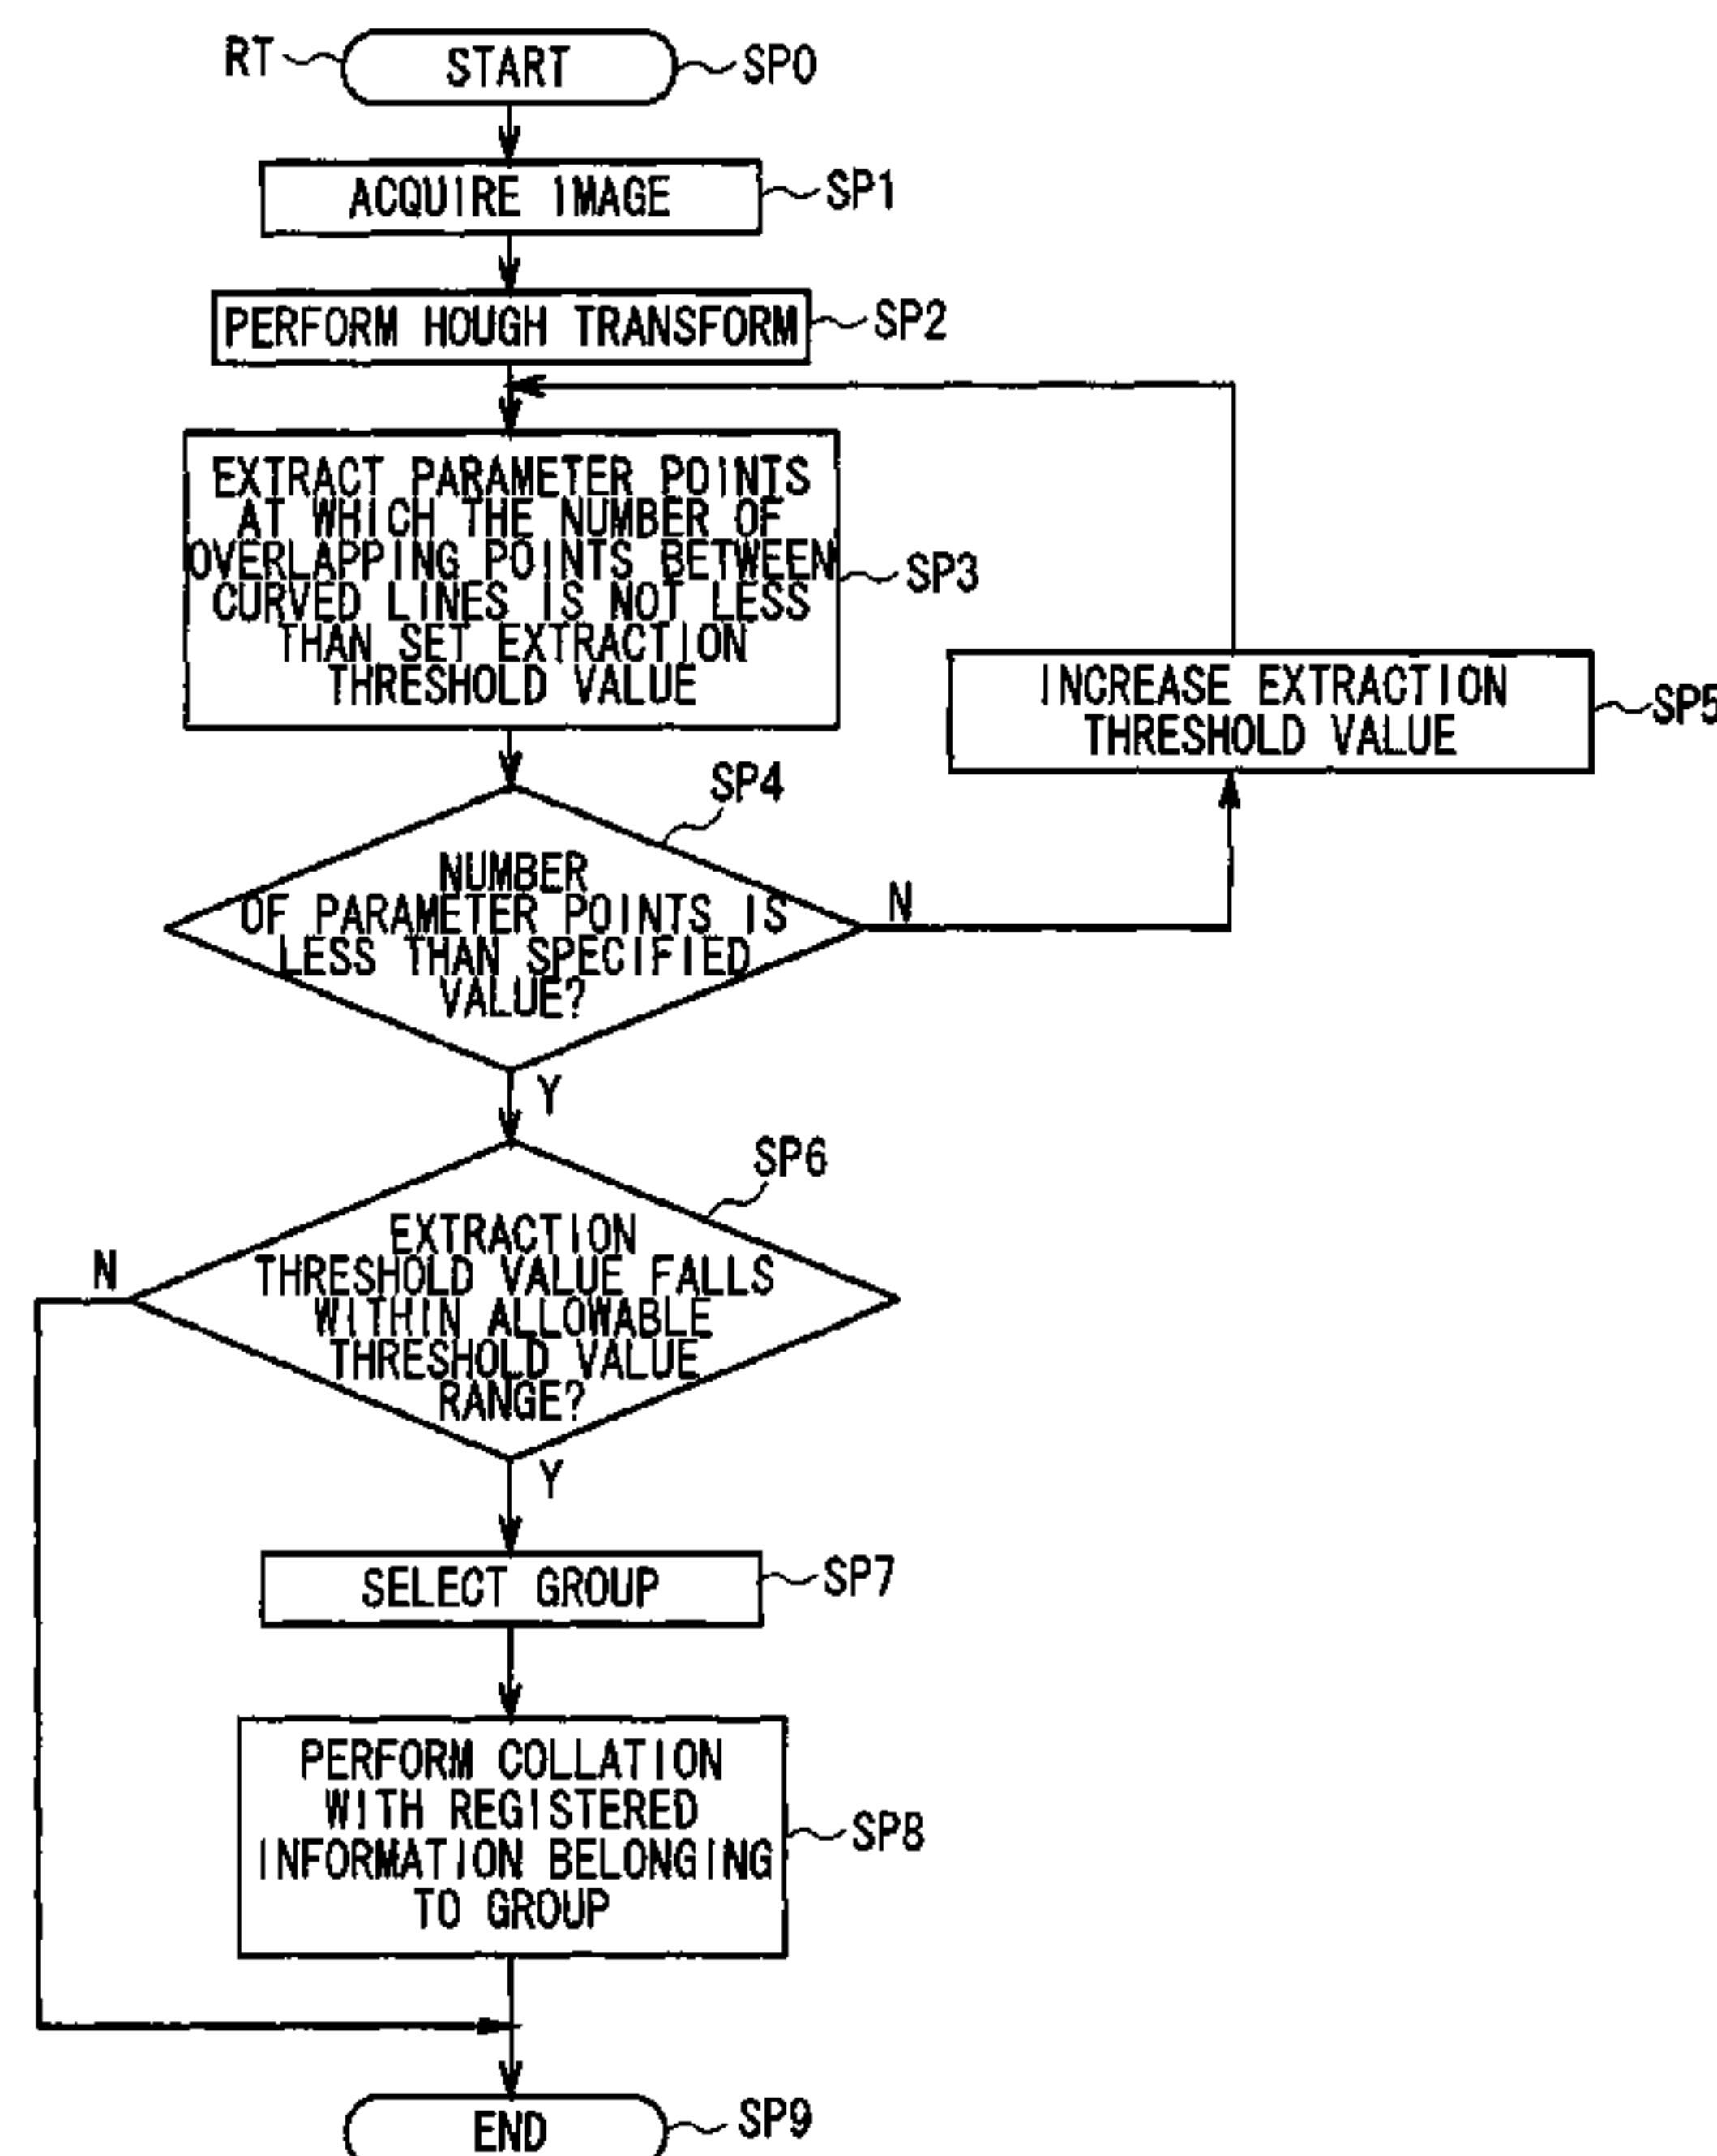 RT
START
SP0
ACQUIRE IMAGE
SP1
PERFORM HOUGH TRANSFORM
SP2
EXTRACT PARAMETER POINTS
AT WHICH THE NUMBER OF
OVERLAPPING POINTS BETWEEN
CURVED LINES IS NOT LESS
THAN SET EXTRACTION
THRESHOLD VALUE
SP3
INCREASE EXTRACTION
THRESHOLD VALUE
SP5
SP4
NUMBER
OF PARAMETER POINTS IS
LESS THAN SPECIFIED
VALUE?
N
Y
SP6
EXTRACTION
THRESHOLD VALUE FALLS
WITHIN ALLOWABLE
THRESHOLD VALUE
RANGE?
N
Y
SELECT GROUP
SP7
PERFORM COLLATION
WITH REGISTERED
INFORMATION BELONGING
TO GROUP
SP8
END
SP9